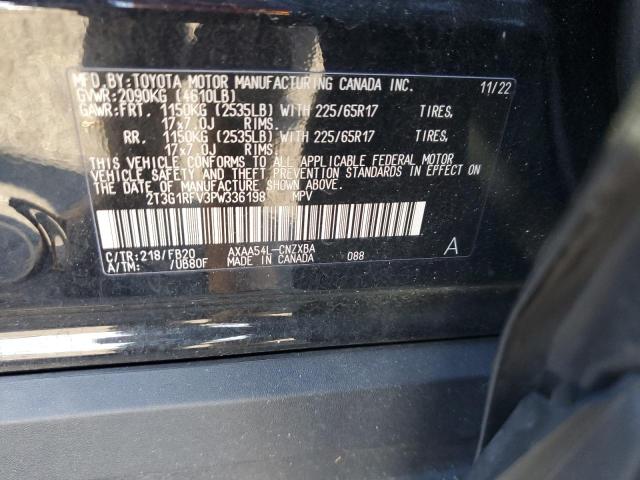 MFD.BY:TOYOTA MOTOR MANUFACTURING CANADA INC. 11/22
GVWR:2090KG (4610LB)
GAWR:FRT. 1150KG (2535LB) WITH 225/65R17 TIRES,
17x7.0J RIMS.
RR. 1150KG (2535LB) WITH 225/65R17 TIRES,
17x7.0J RIMS.
THIS VEHICLE CONFORMS TO ALL APPLICABLE FEDERAL MOTOR
VEHICLE SAFETY AND THEFT PREVENTION STANDARDS IN EFFECT ON
THE DATE OF MANUFACTURE SHOWN ABOVE.
2T3G1RFV3PW336198 MPV
C/TR:218/FB20 AXAA54L-CNZXBA A
A/TM: /UB80F MADE IN CANADA 088